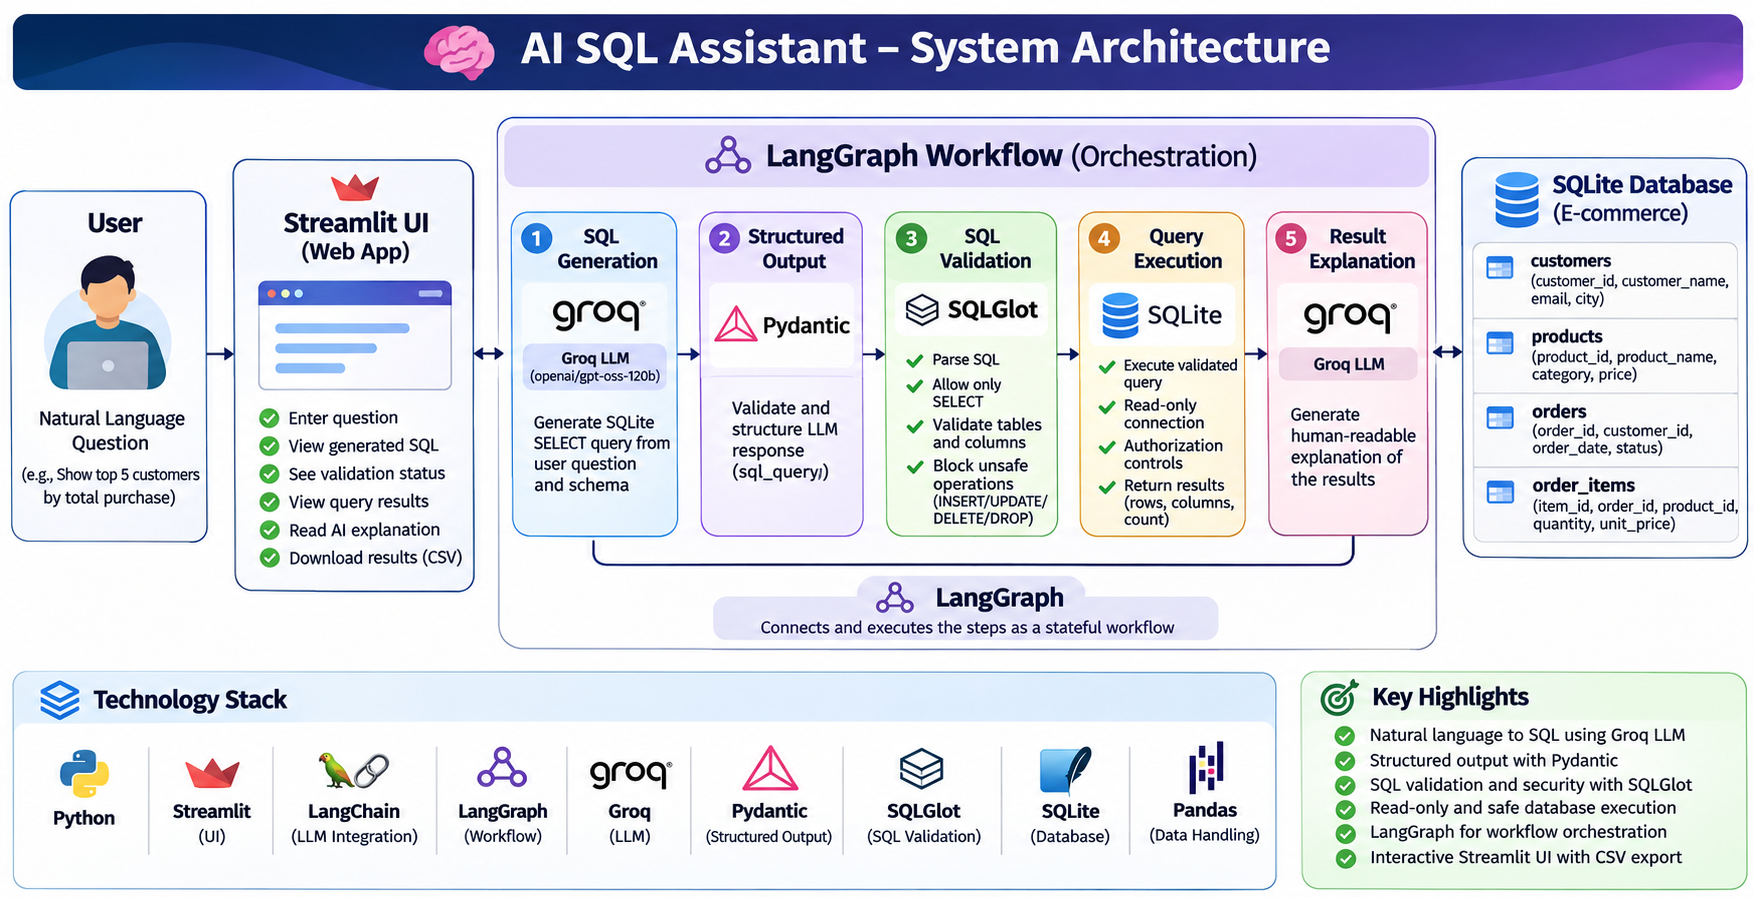 AI SQL Assistant – System Architecture
User
Natural Language
Question
(e.g., Show top 5 customers
by total purchase)
Streamlit UI
(Web App)
Enter question
View generated SQL
See validation status
View query results
Read AI explanation
Download results (CSV)
LangGraph Workflow (Orchestration)
1 SQL
Generation
groq®
Groq LLM
(openai/gpt-oss-120b)
Generate SQLite
SELECT query from
user question
and schema
2 Structured
Output
Pydantic
Validate and
structure LLM
response
(sql_query)
3 SQL
Validation
SQLGlot
Parse SQL
Allow only
SELECT
Validate tables
and columns
Block unsafe
operations
(INSERT/UPDATE/
DELETE/DROP)
4 Query
Execution
SQLite
Execute validated
query
Read-only
connection
Authorization
controls
Return results
(rows, columns,
count)
5 Result
Explanation
groq®
Groq LLM
Generate
human-readable
explanation of
the results
LangGraph
Connects and executes the steps as a stateful workflow
SQLite Database
(E-commerce)
customers
(customer_id, customer_name,
email, city)
products
(product_id, product_name,
category, price)
orders
(order_id, customer_id,
order_date, status)
order_items
(item_id, order_id, product_id,
quantity, unit_price)
Technology Stack
Python
Streamlit
(UI)
LangChain
(LLM Integration)
LangGraph
(Workflow)
groq®
Groq
(LLM)
Pydantic
(Structured Output)
SQLGlot
(SQL Validation)
SQLite
(Database)
Pandas
(Data Handling)
Key Highlights
Natural language to SQL using Groq LLM
Structured output with Pydantic
SQL validation and security with SQLGlot
Read-only and safe database execution
LangGraph for workflow orchestration
Interactive Streamlit UI with CSV export